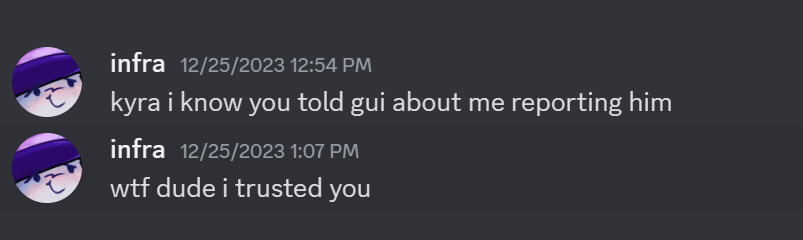 infra 12/25/2023 12:54 PM
kyra i know you told gui about me reporting him
infra 12/25/2023 1:07 PM
wtf dude i trusted you